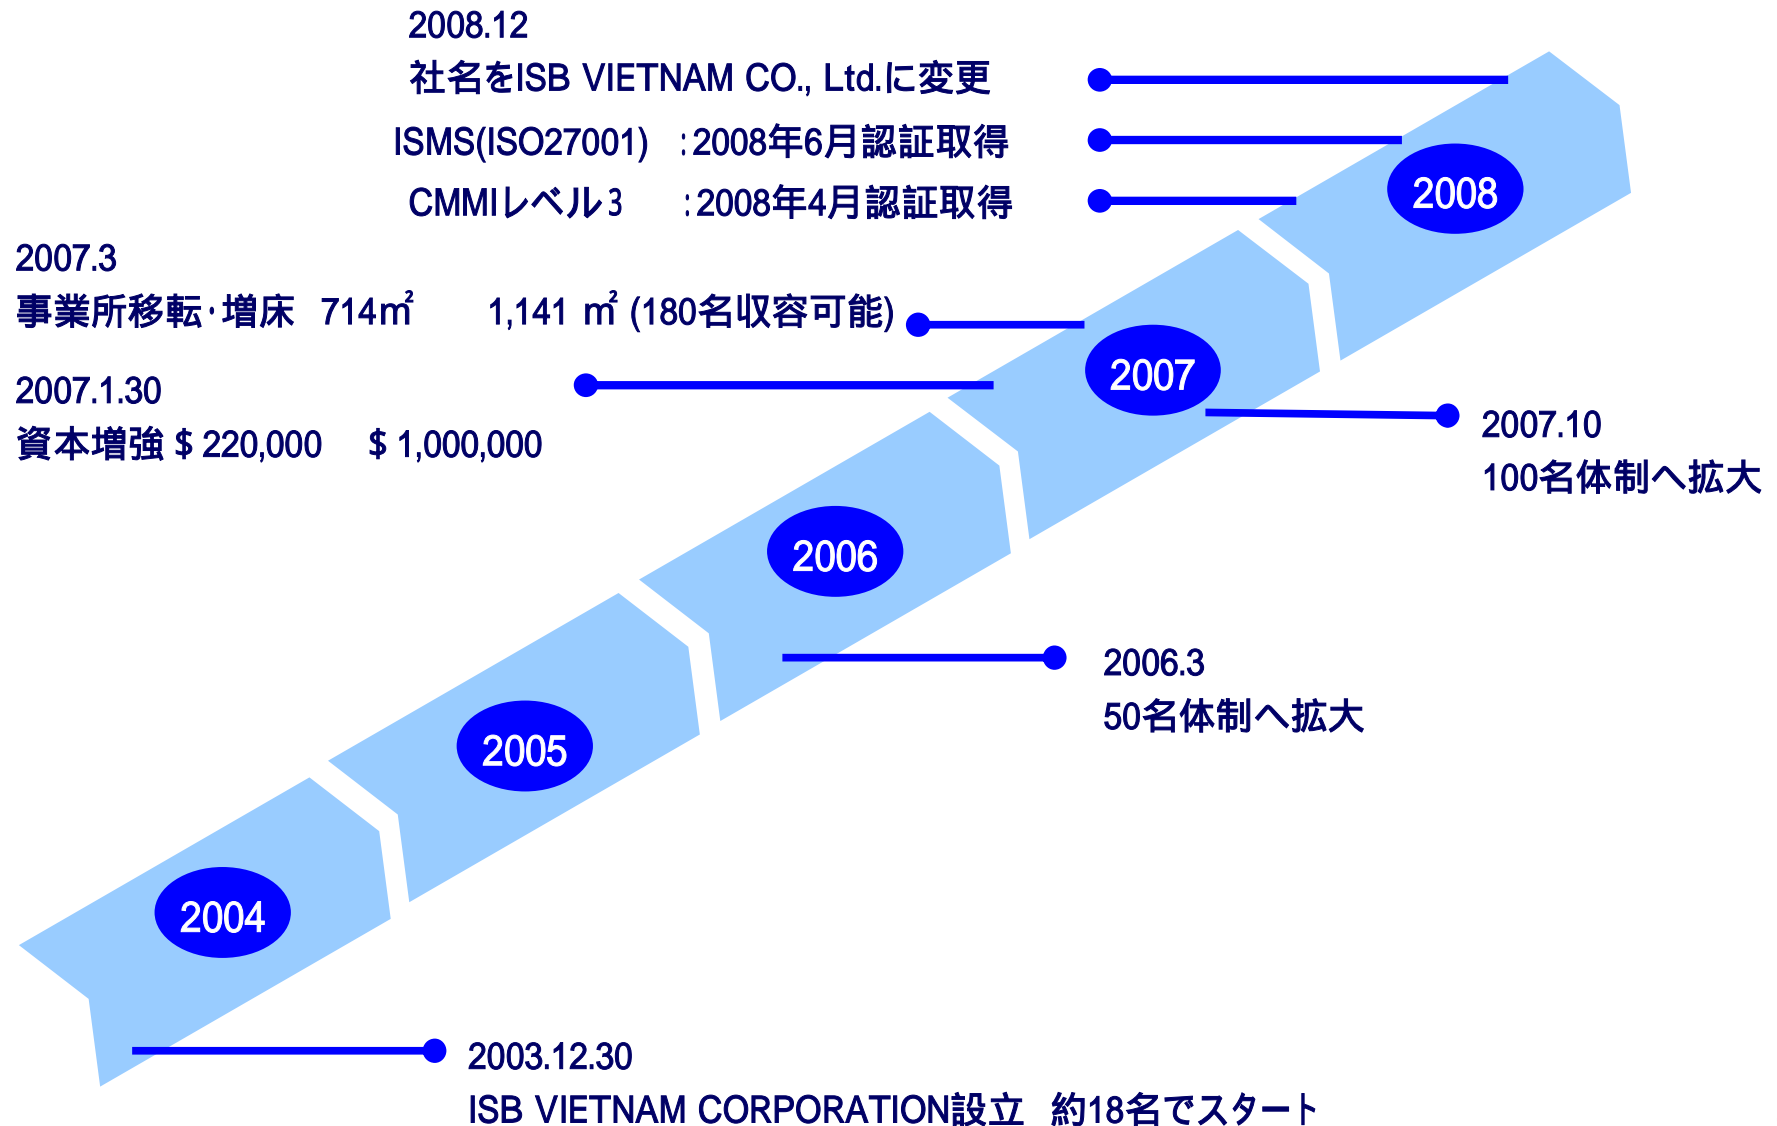 2008.12
社名をISB VIETNAM CO., Ltd.に変更
ISMS(ISO27001) :2008年6月認証取得
CMMIレベル3 :2008年4月認証取得
2008
2007.3
事業所移転・増床 714㎡ 1,141 ㎡ (180名収容可能)
2007
2007.1.30
資本増強＄220,000 ＄1,000,000
2007.10
100名体制へ拡大
2006
2006.3
50名体制へ拡大
2005
2004
2003.12.30
ISB VIETNAM CORPORATION設立 約18名でスタート